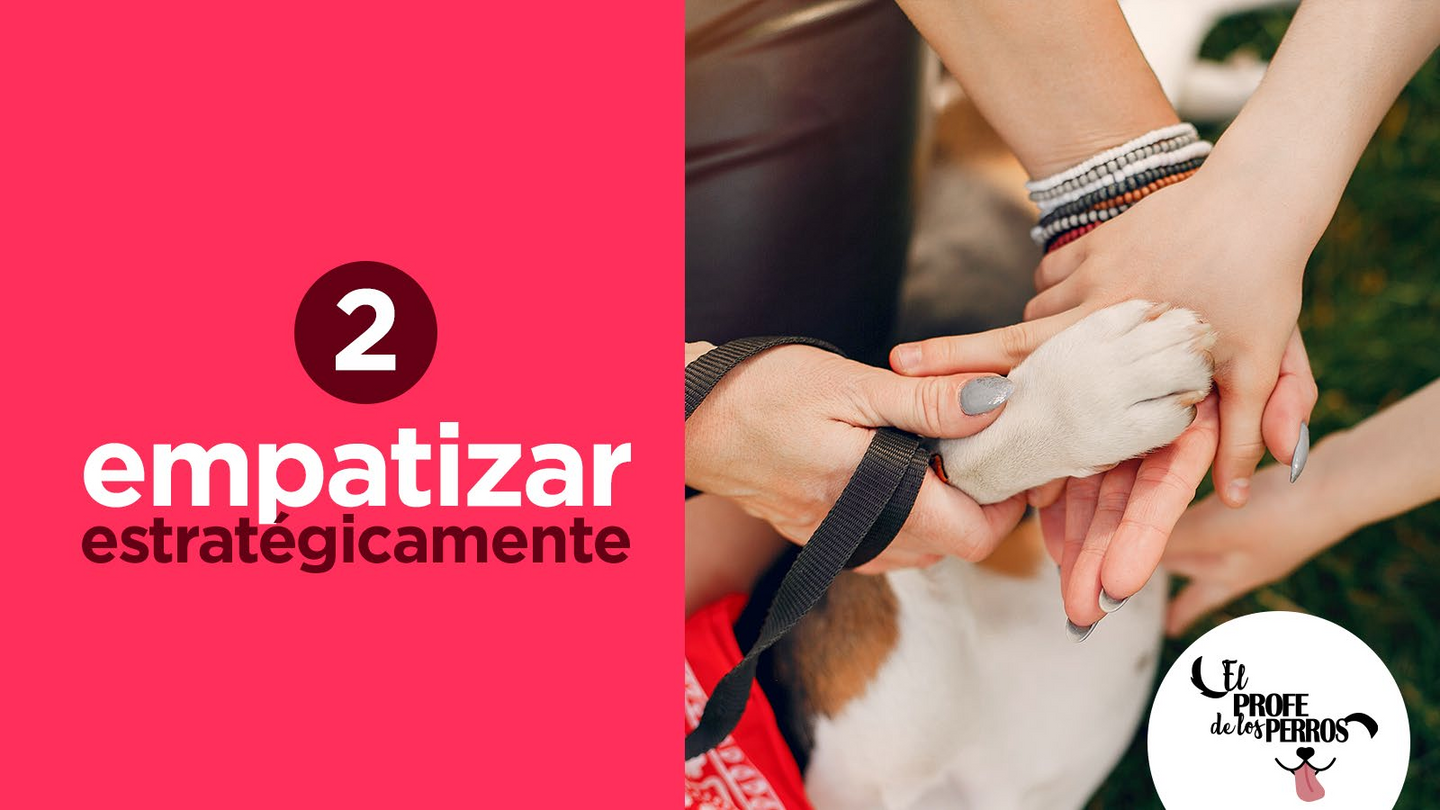 2
empatizar
estratégicamente
El
PROFE
de los PERROS